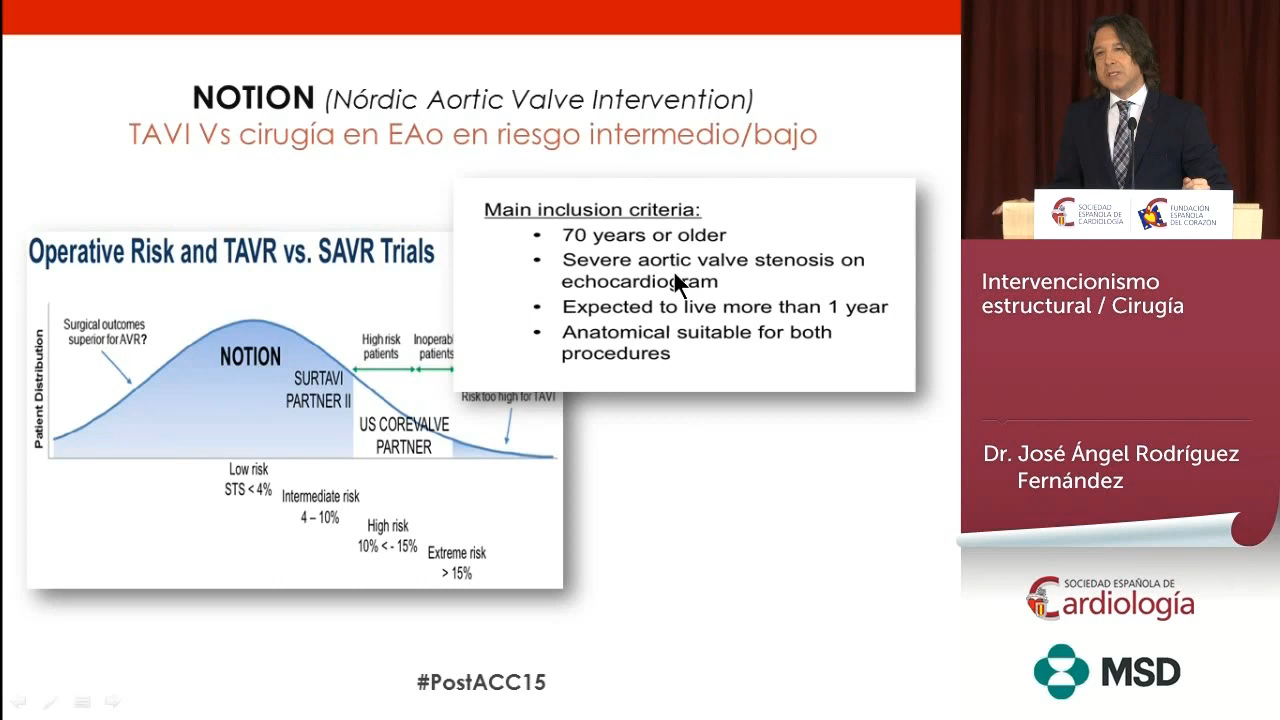 NOTION (Nórdic Aortic Valve Intervention)
TAVI Vs cirugía en EAo en riesgo intermedio/bajo
Operative Risk and TAVR vs. SAVR Trials
Patient Distribution
Surgical outcomes
superior for AVR?
NOTION
SURTAVI
PARTNER II
High risk
patients
Inoperab
patients
US COREVALVE
PARTNER
Risk too high for TAVI
Low risk
STS < 4%
Intermediate risk
4 – 10%
High risk
10% < - 15%
Extreme risk
> 15%
Main inclusion criteria:
• 70 years or older
• Severe aortic valve stenosis on
echocardiogram
• Expected to live more than 1 year
• Anatomical suitable for both
procedures
#PostACC15
SOCIEDAD
ESPAÑOLA DE
CARDIOLOGÍA
FUNDACIÓN
ESPAÑOLA
DEL CORAZÓN
Intervencionismo
estructural / Cirugía
Dr. José Ángel Rodríguez
Fernández
SOCIEDAD ESPAÑOLA DE
Cardiología
MSD